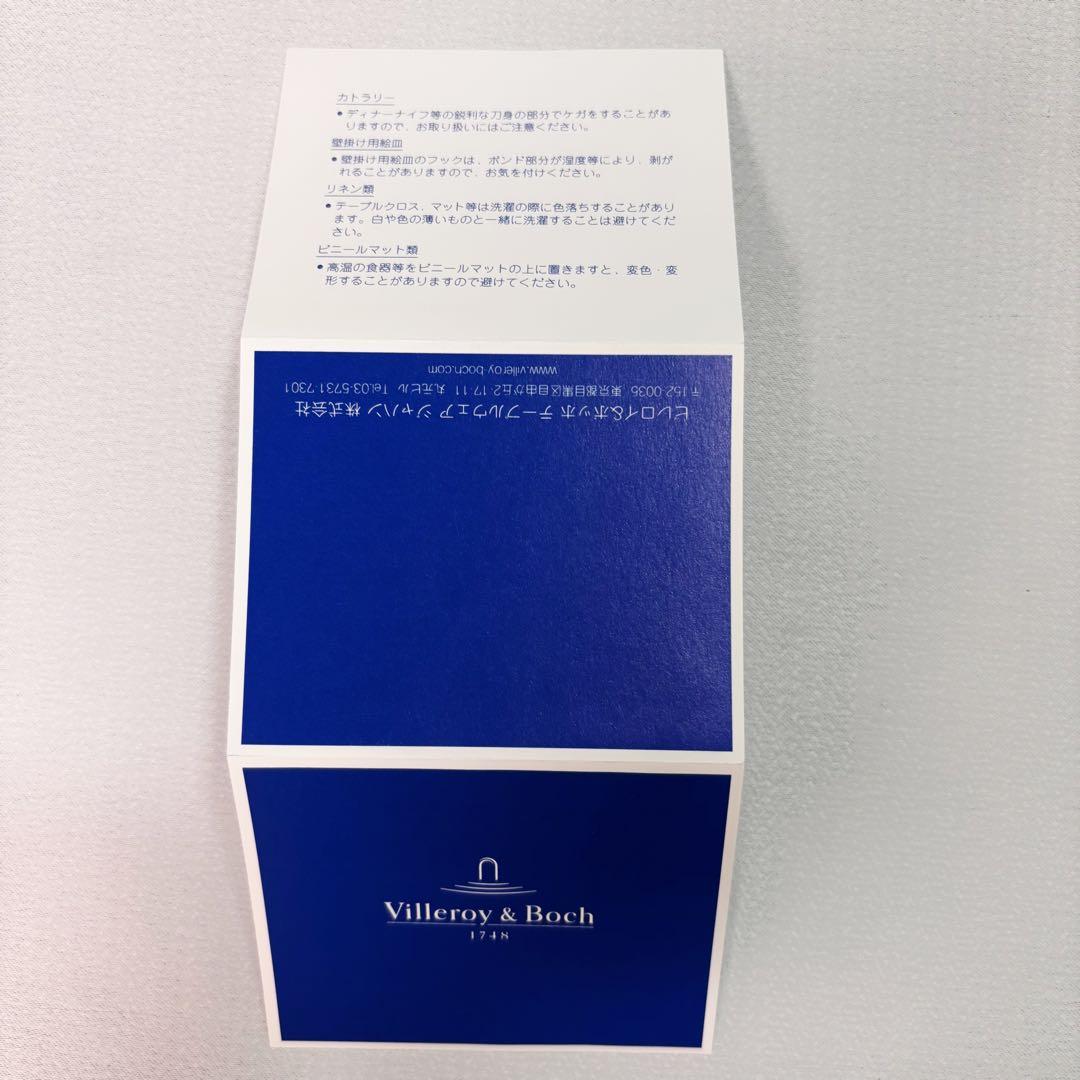 カトラリー
●ディナーナイフ等の鋭利な刀身の部分でケガをすることがあ
りますので、お取り扱いにはご注意ください。
壁掛け用絵皿
●壁掛け用絵皿のフックは、ボンド部分が湿度等により、剥が
れることがありますので、お気を付けください。
リネン類
●テーブルクロス、マット等は洗濯の際に色落ちすることがあり
ます。白や色の薄いものと一緒に洗濯することは避けてくだ
さい。
ビニールマット類
●高温の食器等をビニールマットの上に置きますと、変色・変
形することがありますので避けてください。
ビレロイ&ボッホ テーブルウェア ジャパン 株式会社
〒152-0035 東京都目黒区自由が丘2-17-11 丸元ビル Tel.03-5731-7301
www.villeroy-boch.com
Villeroy & Boch
1748